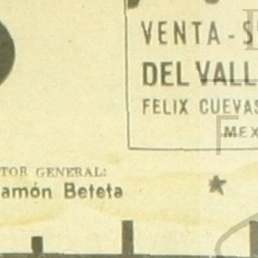 VENTA - S
DEL VALL
FELIX CUEVAS
MEX
TOR GENERAL:
amón Beteta